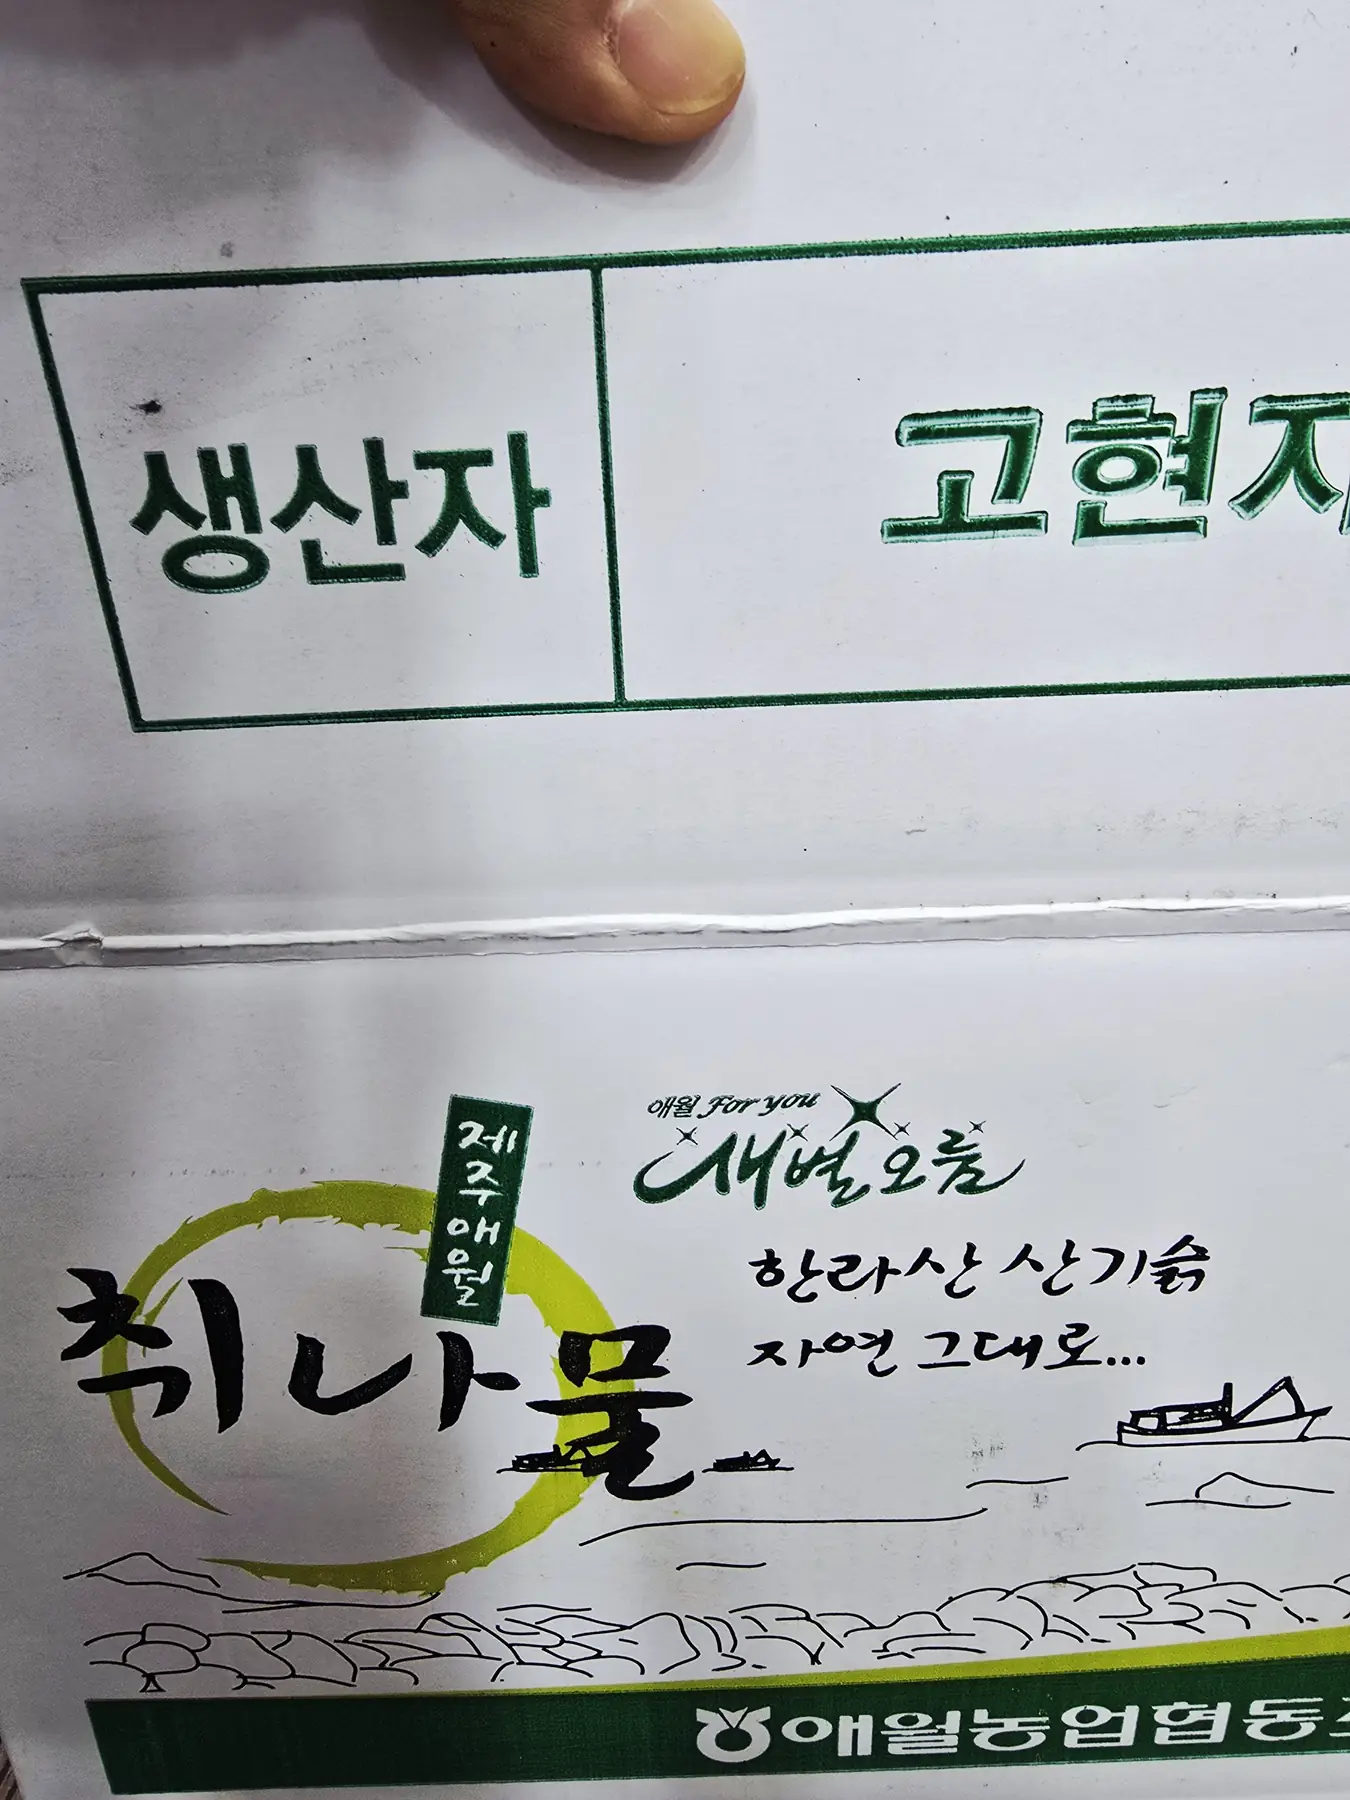 생산자
고현자
애월 For you
새별오름
제주애월
취나물
한라산 산기슭
자연 그대로...
애월농업협동